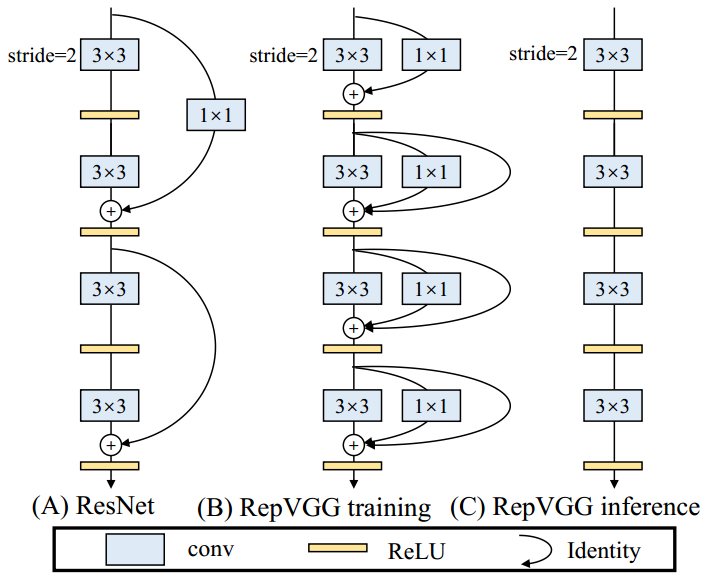 stride=2 3×3
1×1
3×3
3×3
3×3
(A) ResNet
stride=2 3×3 1×1
3×3 1×1
3×3 1×1
3×3 1×1
(B) RepVGG training
stride=2 3×3
3×3
3×3
3×3
(C) RepVGG inference
conv ReLU Identity